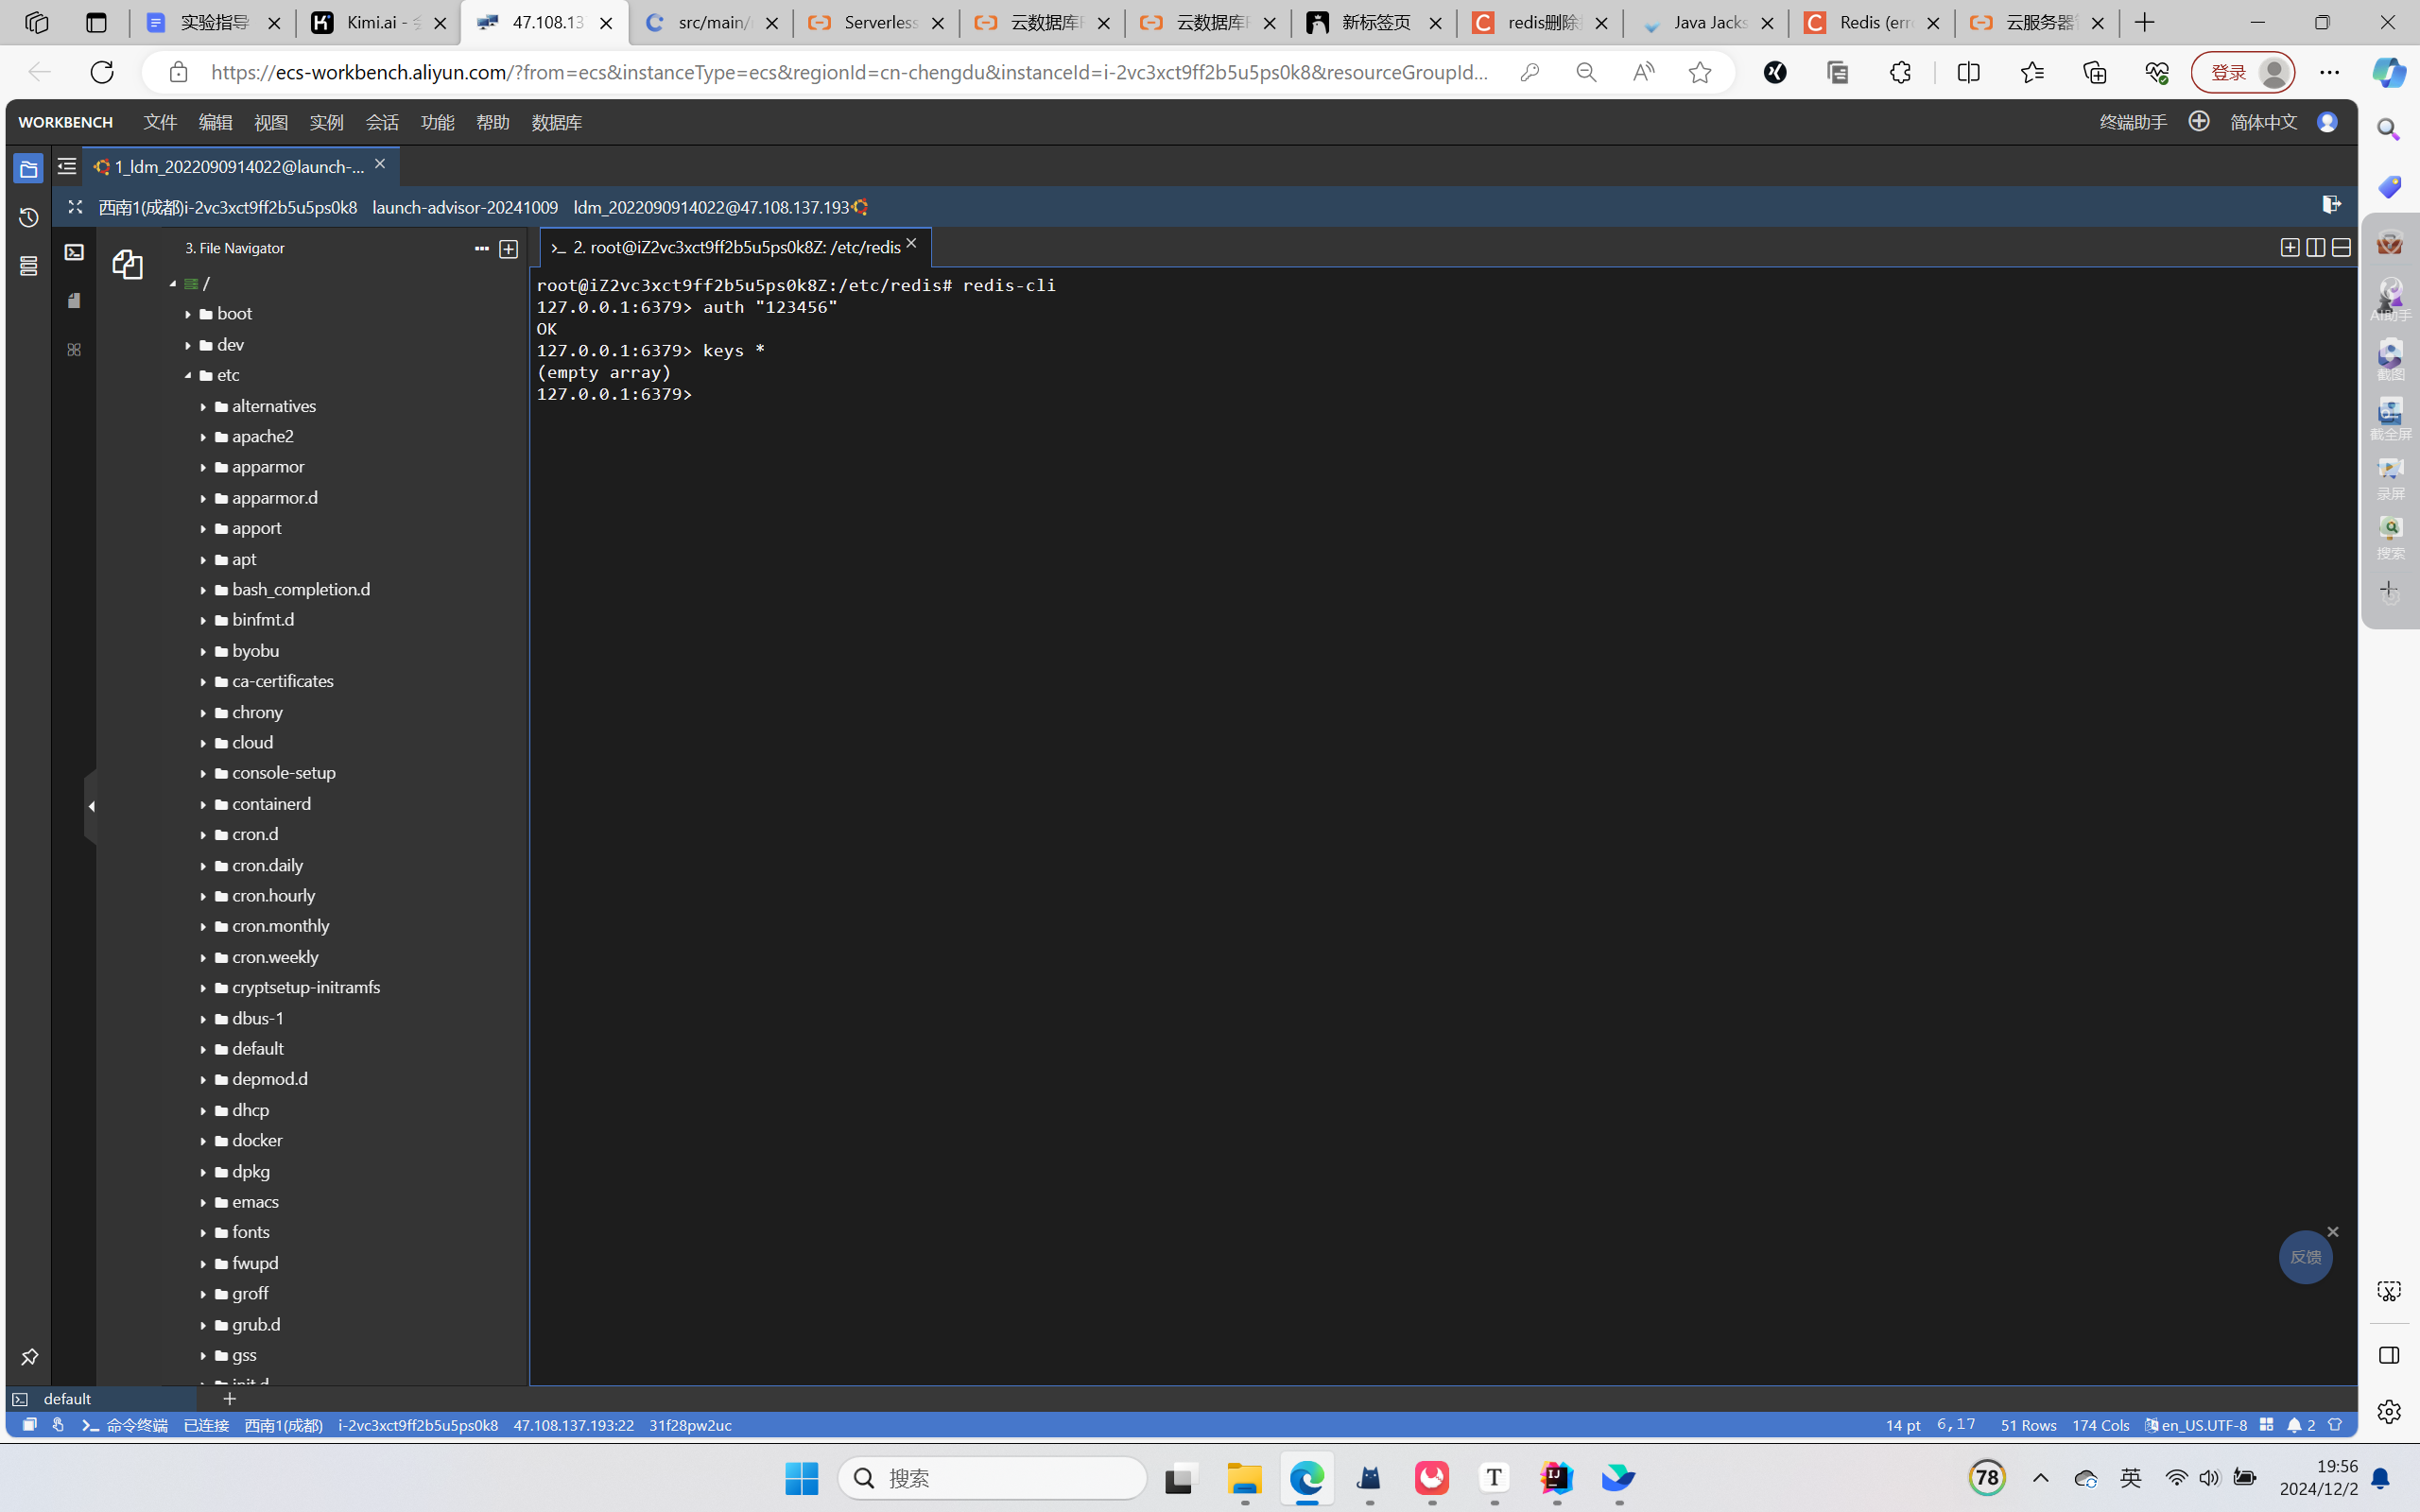 实验指导
Kimi.ai -
47.108.13
src/main/
Serverless
云数据库
云数据库
新标签页
redis删除
Java Jacks
Redis (erro
云服务器
https://ecs-workbench.aliyun.com/?from=ecs&instanceType=ecs&regionId=cn-chengdu&instanceId=i-2vc3xct9ff2b5u5ps0k8&resourceGroupId...
登录
WORKBENCH 文件 编辑 视图 实例 会话 功能 帮助 数据库 终端助手 简体中文
1_ldm_2022090914022@launch-...
西南1(成都)i-2vc3xct9ff2b5u5ps0k8 launch-advisor-20241009 ldm_2022090914022@47.108.137.193
3. File Navigator
/
boot
dev
etc
alternatives
apache2
apparmor
apparmor.d
apport
apt
bash_completion.d
binfmt.d
byobu
ca-certificates
chrony
cloud
console-setup
containerd
cron.d
cron.daily
cron.hourly
cron.monthly
cron.weekly
cryptsetup-initramfs
dbus-1
default
depmod.d
dhcp
docker
dpkg
emacs
fonts
fwupd
groff
grub.d
gss
init.d
2. root@iZ2vc3xct9ff2b5u5ps0k8Z: /etc/redis
root@iZ2vc3xct9ff2b5u5ps0k8Z:/etc/redis# redis-cli
127.0.0.1:6379> auth "123456"
OK
127.0.0.1:6379> keys *
(empty array)
127.0.0.1:6379>
AI助手
截图
截全屏
录屏
搜索
反馈
default
命令终端 已连接 西南1(成都) i-2vc3xct9ff2b5u5ps0k8 47.108.137.193:22 31f28pw2uc 14 pt 6,17 51 Rows 174 Cols en_US.UTF-8 2
搜索
78
英
19:56
2024/12/2